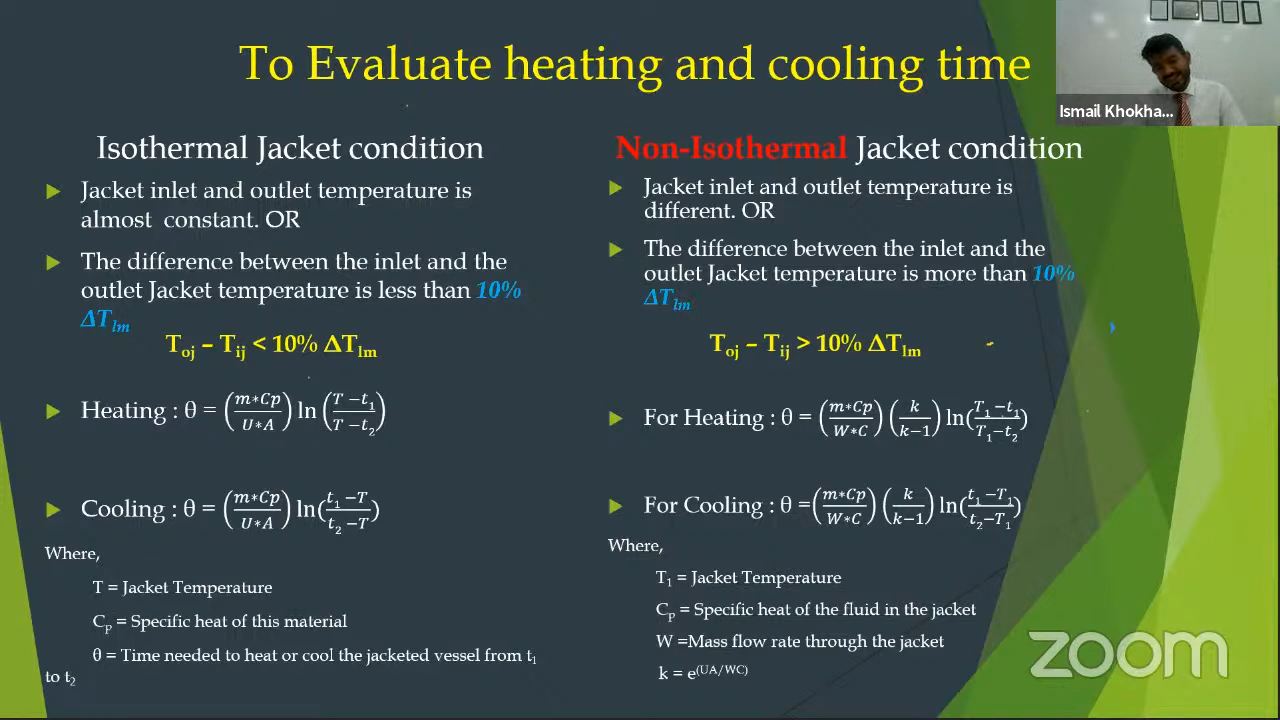 To Evaluate heating and cooling time
Ismail Khokha...
Isothermal Jacket condition
Jacket inlet and outlet temperature is
almost constant. OR
The difference between the inlet and the
outlet Jacket temperature is less than 10%
ΔTlm
Toj – Tij < 10% ΔTlm
Heating : θ = (m∗Cp / U∗A) ln (T −t1 / T −t2)
Cooling : θ = (m∗Cp / U∗A) ln(t1 −T / t2 −T)
Where,
T = Jacket Temperature
Cp = Specific heat of this material
θ = Time needed to heat or cool the jacketed vessel from t1
to t2
Non-Isothermal Jacket condition
Jacket inlet and outlet temperature is
different. OR
The difference between the inlet and the
outlet Jacket temperature is more than 10%
ΔTlm
Toj – Tij > 10% ΔTlm
For Heating : θ = (m∗Cp / W∗C) (k / k−1) ln(T1 −t1 / T1−t2)
For Cooling : θ =(m∗Cp / W∗C) (k / k−1) ln(t1 −T1 / t2−T1)
Where,
T1 = Jacket Temperature
Cp = Specific heat of the fluid in the jacket
W =Mass flow rate through the jacket
k = e(UA/WC)
zoom